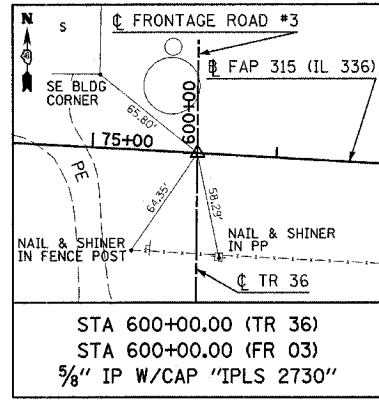 N
S
℄ FRONTAGE ROAD #3
SE BLDG
CORNER
65.80'
600+00
⅊ FAP 315 (IL 336)
75+00
PE
64.35'
58.29'
NAIL & SHINER
IN FENCE POST
NAIL & SHINER
IN PP
℄ TR 36
STA 600+00.00 (TR 36)
STA 600+00.00 (FR 03)
⅝" IP W/CAP "IPLS 2730"